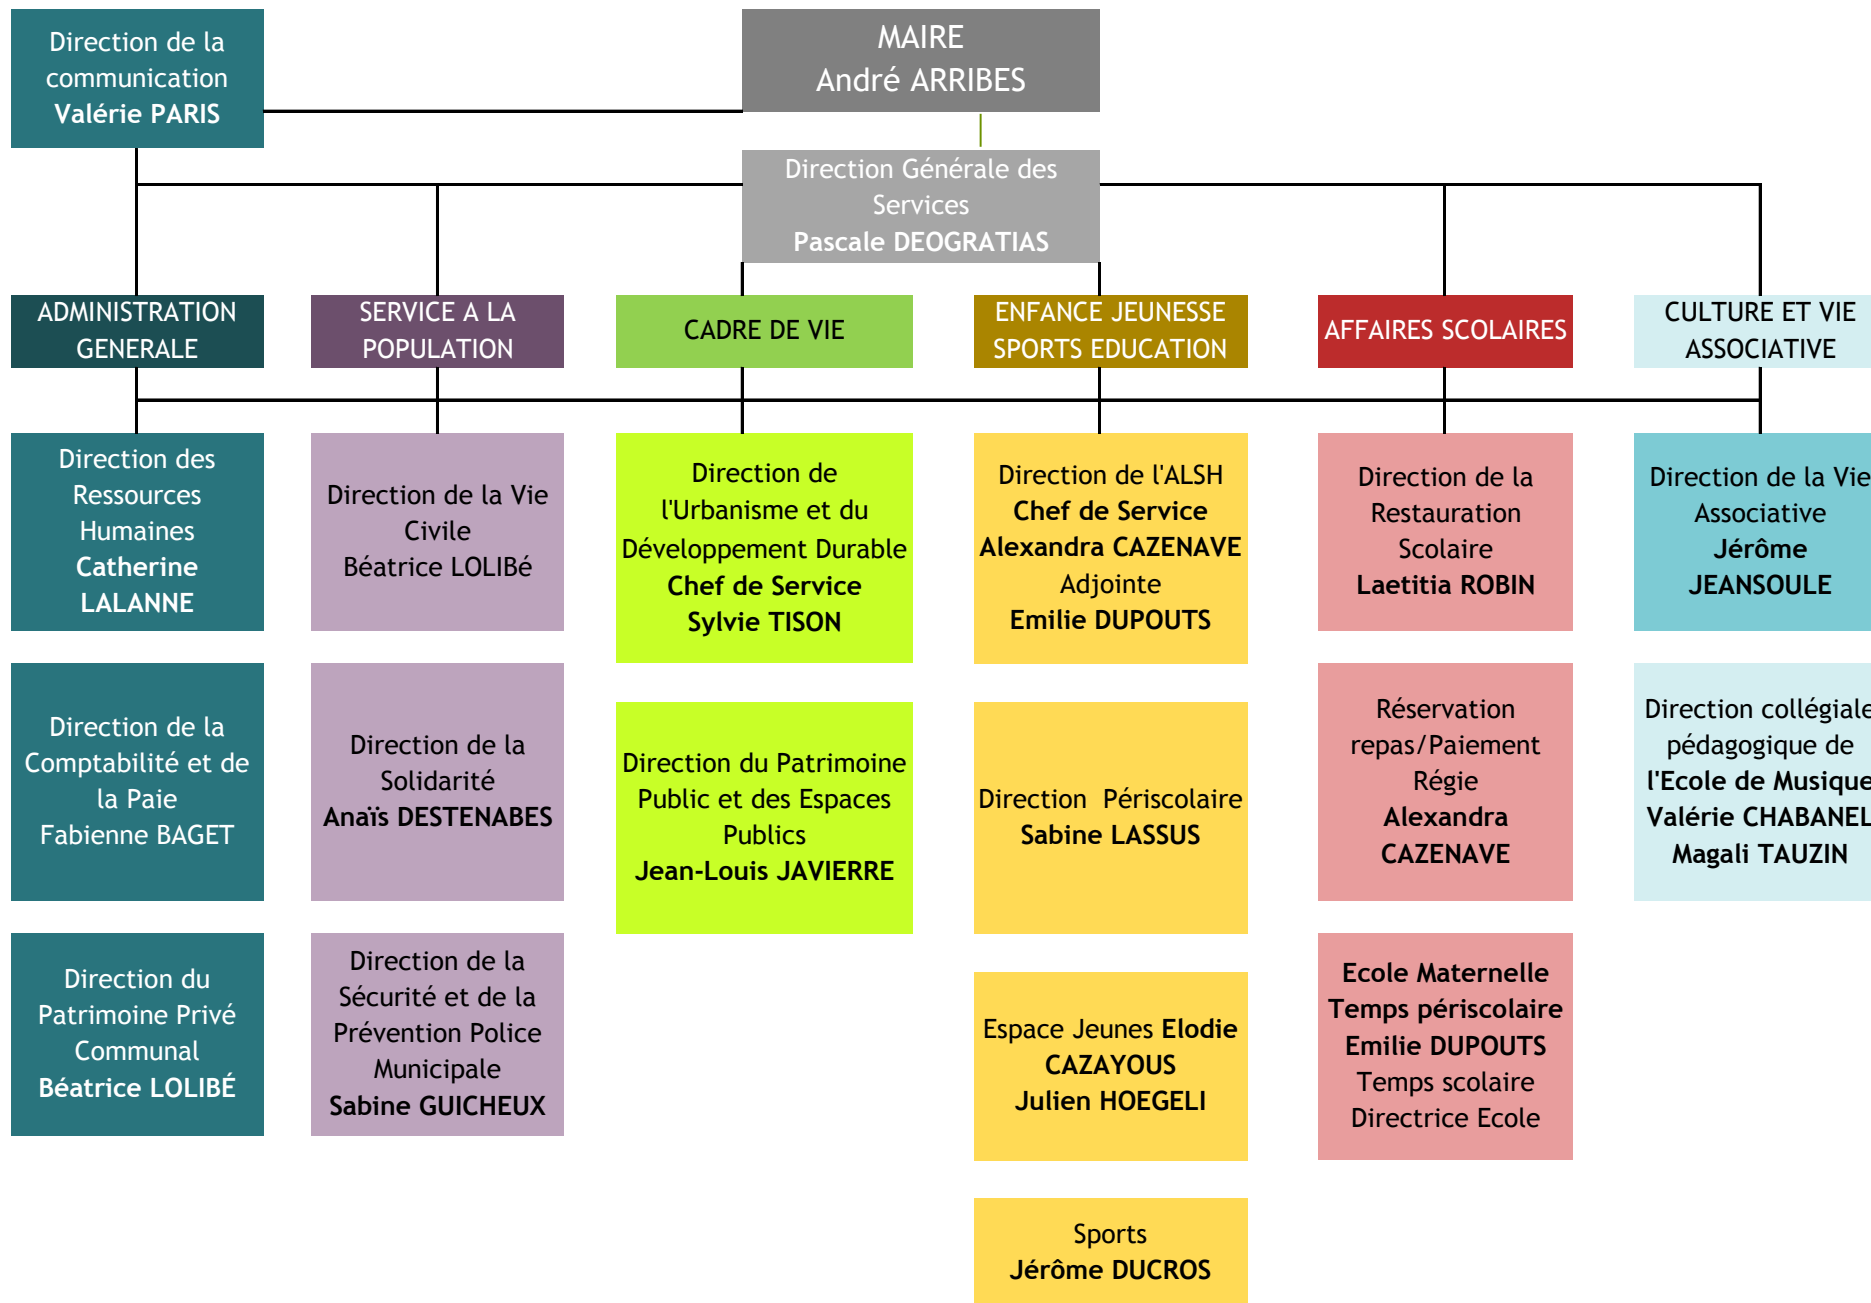 Direction de la
communication
Valérie PARIS
MAIRE
André ARRIBES
Direction Générale des
Services
Pascale DEOGRATIAS
ADMINISTRATION
GENERALE
SERVICE A LA
POPULATION
CADRE DE VIE
ENFANCE JEUNESSE
SPORTS EDUCATION
AFFAIRES SCOLAIRES
CULTURE ET VIE
ASSOCIATIVE
Direction des
Ressources
Humaines
Catherine
LALANNE
Direction de la Vie
Civile
Béatrice LOLIBé
Direction de
l'Urbanisme et du
Développement Durable
Chef de Service
Sylvie TISON
Direction de l'ALSH
Chef de Service
Alexandra CAZENAVE
Adjointe
Emilie DUPOUTS
Direction de la
Restauration
Scolaire
Laetitia ROBIN
Direction de la Vie
Associative
Jérôme
JEANSOULE
Direction de la
Comptabilité et de
la Paie
Fabienne BAGET
Direction de la
Solidarité
Anaïs DESTENABES
Direction du Patrimoine
Public et des Espaces
Publics
Jean-Louis JAVIERRE
Direction Périscolaire
Sabine LASSUS
Réservation
repas/Paiement
Régie
Alexandra
CAZENAVE
Direction collégiale
pédagogique de
l'Ecole de Musique
Valérie CHABANEL
Magali TAUZIN
Direction du
Patrimoine Privé
Communal
Béatrice LOLIBÉ
Direction de la
Sécurité et de la
Prévention Police
Municipale
Sabine GUICHEUX
Espace Jeunes Elodie
CAZAYOUS
Julien HOEGELI
Ecole Maternelle
Temps périscolaire
Emilie DUPOUTS
Temps scolaire
Directrice Ecole
Sports
Jérôme DUCROS